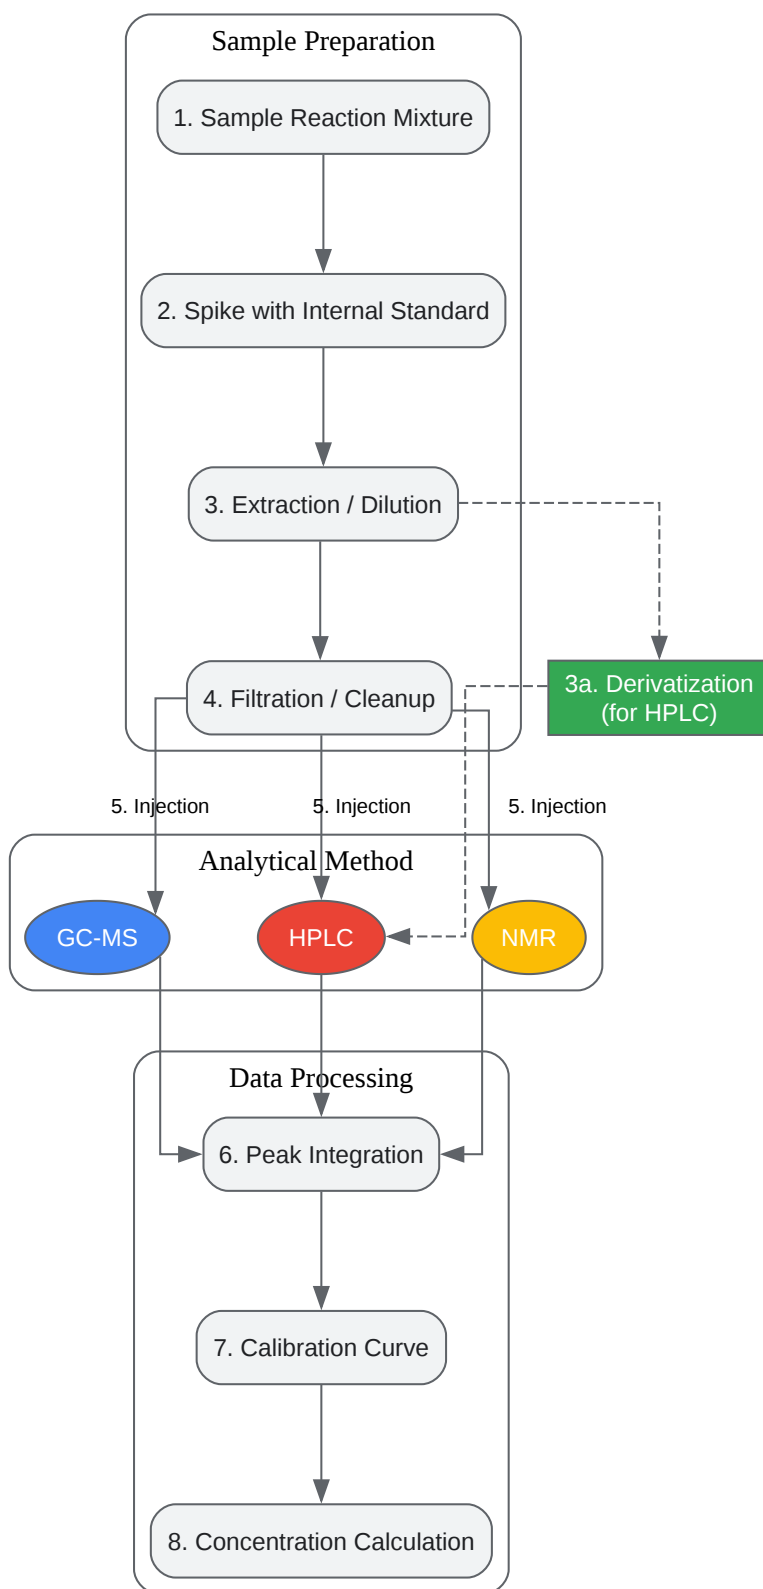 Sample Preparation
1. Sample Reaction Mixture
2. Spike with Internal Standard
3. Extraction / Dilution
4. Filtration / Cleanup
3a. Derivatization
(for HPLC)
5. Injection
5. Injection
5. Injection
Analytical Method
GC-MS
HPLC
NMR
Data Processing
6. Peak Integration
7. Calibration Curve
8. Concentration Calculation